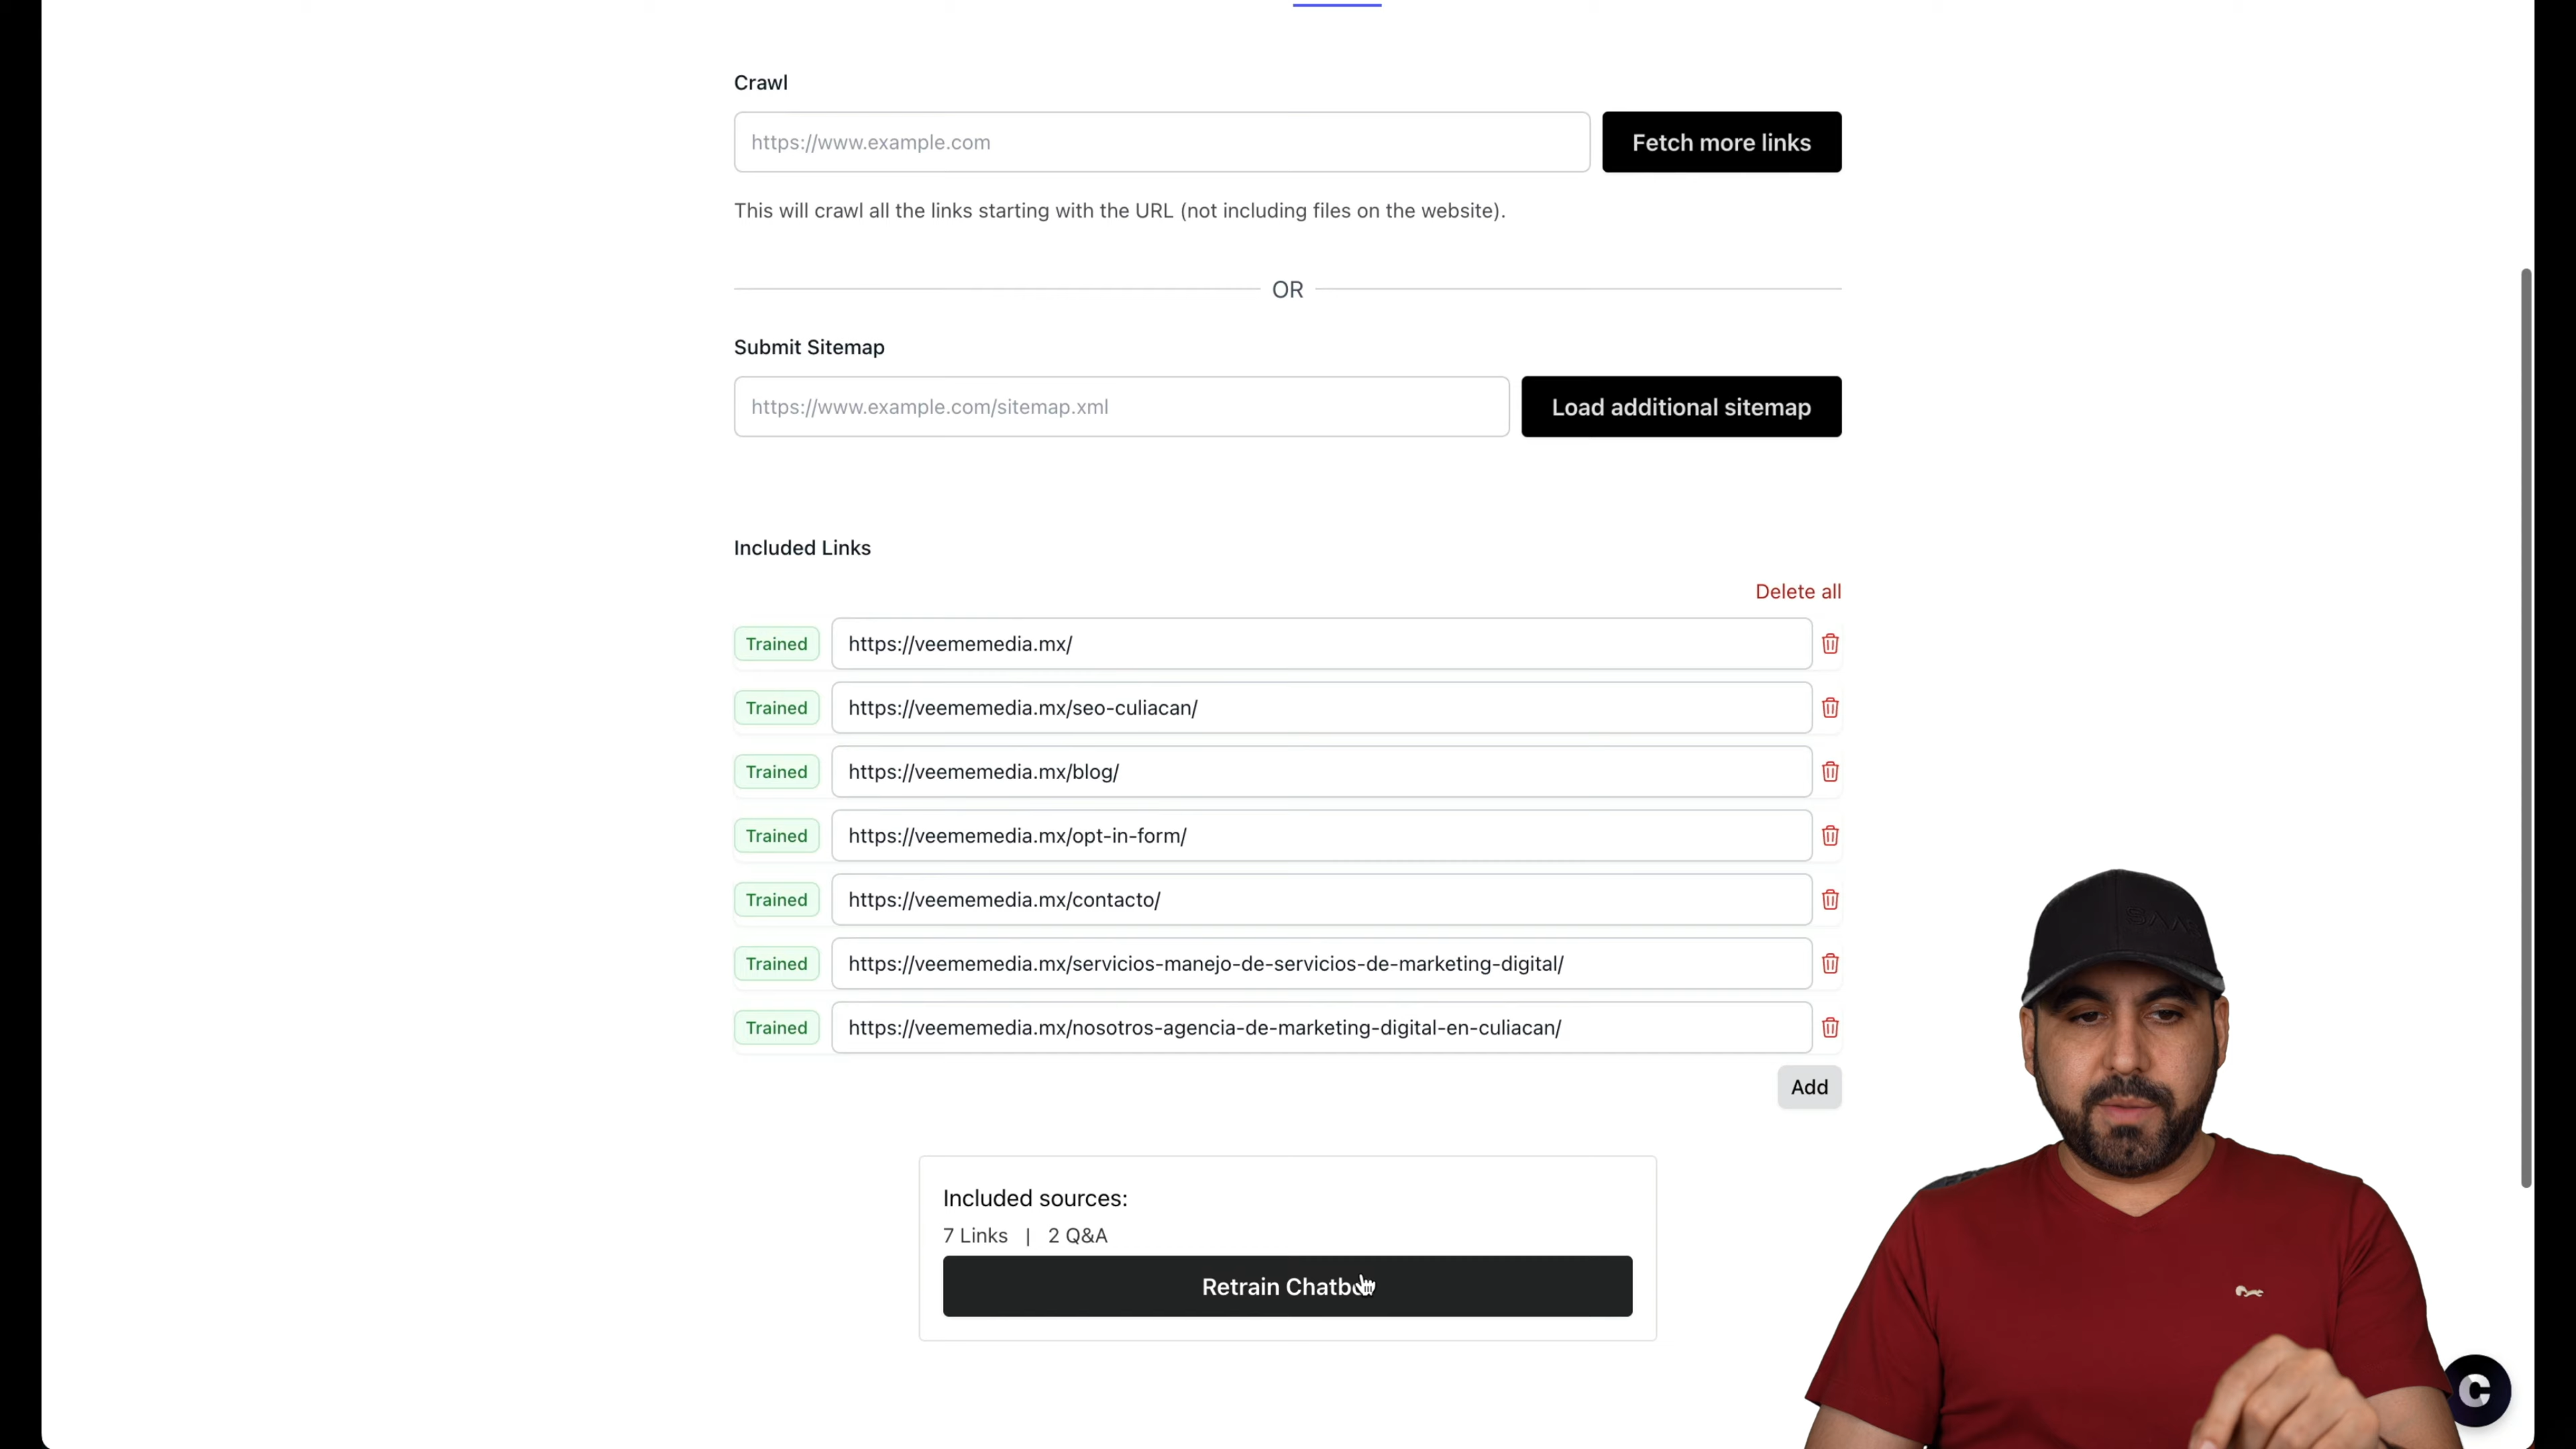 Crawl
https://www.example.com
Fetch more links
This will crawl all the links starting with the URL (not including files on the website).
OR
Submit Sitemap
https://www.example.com/sitemap.xml
Load additional sitemap
Included Links
Delete all
Trained https://veememedia.mx/
Trained https://veememedia.mx/seo-culiacan/
Trained https://veememedia.mx/blog/
Trained https://veememedia.mx/opt-in-form/
Trained https://veememedia.mx/contacto/
Trained https://veememedia.mx/servicios-manejo-de-servicios-de-marketing-digital/
Trained https://veememedia.mx/nosotros-agencia-de-marketing-digital-en-culiacan/
Add
Included sources:
7 Links | 2 Q&A
Retrain Chatbot
C